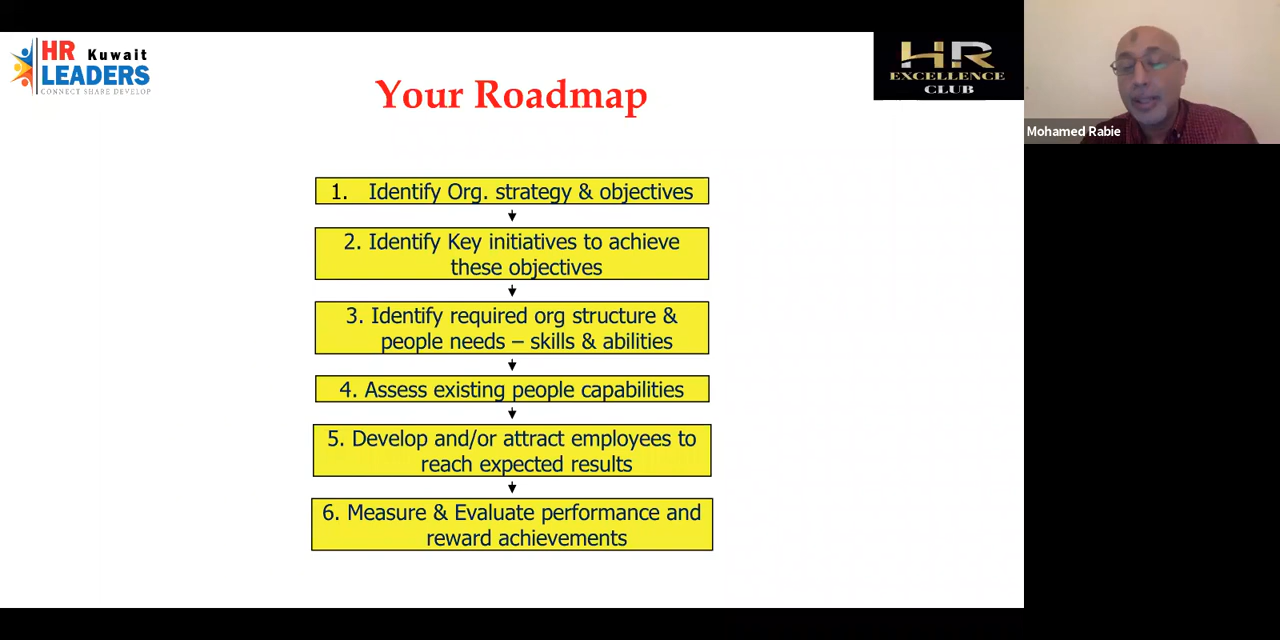 HR Kuwait
LEADERS
CONNECT SHARE DEVELOP
HR
EXCELLENCE
CLUB
Mohamed Rabie
Your Roadmap
1. Identify Org. strategy & objectives
2. Identify Key initiatives to achieve
these objectives
3. Identify required org structure &
people needs – skills & abilities
4. Assess existing people capabilities
5. Develop and/or attract employees to
reach expected results
6. Measure & Evaluate performance and
reward achievements